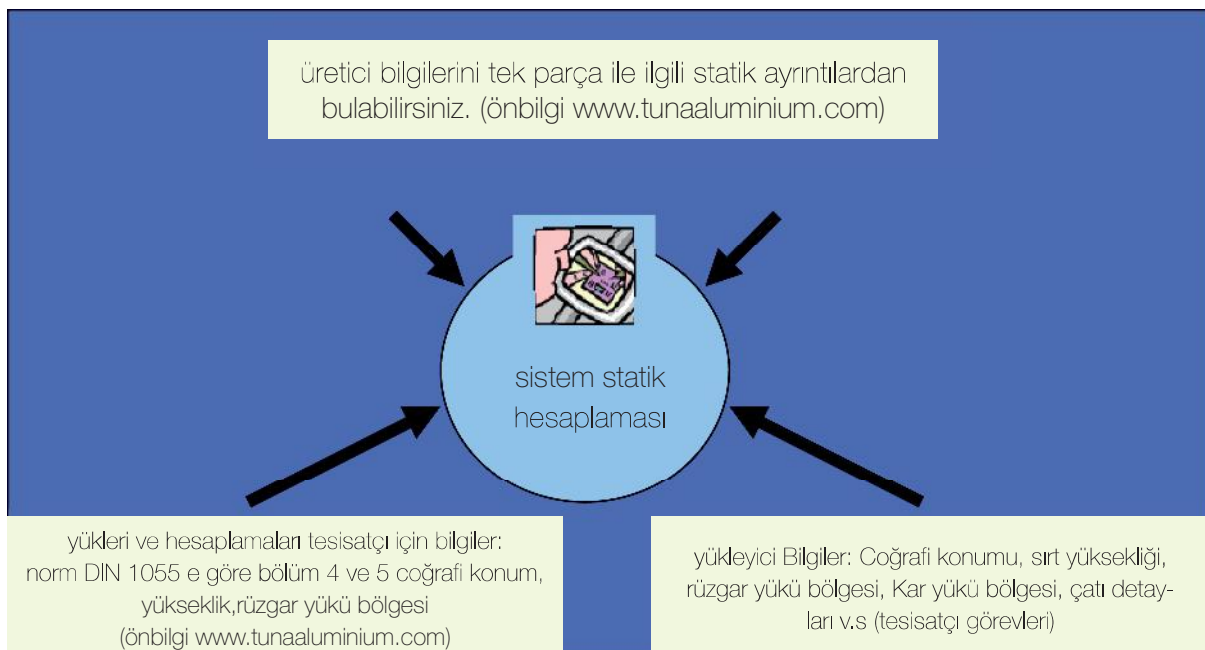 üretici bilgilerini tek parça ile ilgili statik ayrıntılardan
bulabilirsiniz. (önbilgi www.tunaaluminium.com)
sistem statik
hesaplaması
yükleri ve hesaplamaları tesisatçı için bilgiler:
norm DIN 1055 e göre bölüm 4 ve 5 coğrafi konum,
yükseklik,rüzgar yükü bölgesi
(önbilgi www.tunaaluminium.com)
yükleyici Bilgiler: Coğrafi konumu, sırt yüksekliği,
rüzgar yükü bölgesi, Kar yükü bölgesi, çatı detay-
ları v.s (tesisatçı görevleri)